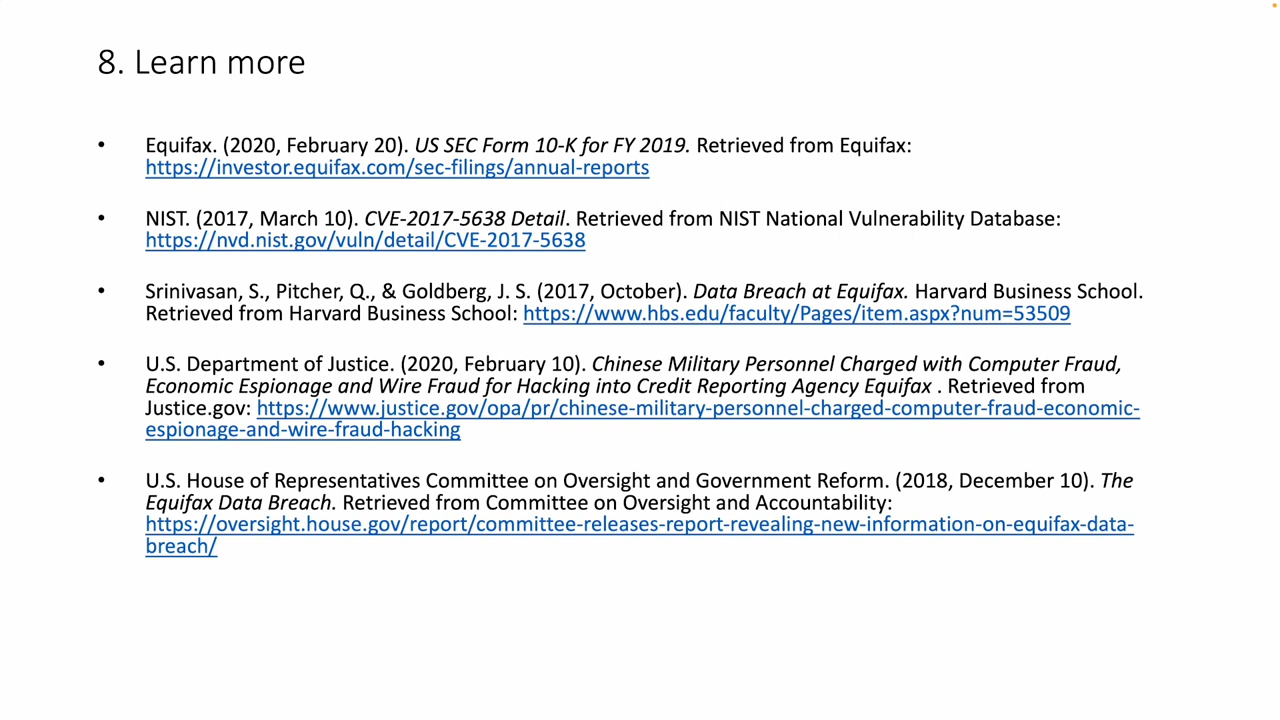 8. Learn more
• Equifax. (2020, February 20). US SEC Form 10-K for FY 2019. Retrieved from Equifax:
https://investor.equifax.com/sec-filings/annual-reports
• NIST. (2017, March 10). CVE-2017-5638 Detail. Retrieved from NIST National Vulnerability Database:
https://nvd.nist.gov/vuln/detail/CVE-2017-5638
• Srinivasan, S., Pitcher, Q., & Goldberg, J. S. (2017, October). Data Breach at Equifax. Harvard Business School.
Retrieved from Harvard Business School: https://www.hbs.edu/faculty/Pages/item.aspx?num=53509
• U.S. Department of Justice. (2020, February 10). Chinese Military Personnel Charged with Computer Fraud,
Economic Espionage and Wire Fraud for Hacking into Credit Reporting Agency Equifax . Retrieved from
Justice.gov: https://www.justice.gov/opa/pr/chinese-military-personnel-charged-computer-fraud-economic-
espionage-and-wire-fraud-hacking
• U.S. House of Representatives Committee on Oversight and Government Reform. (2018, December 10). The
Equifax Data Breach. Retrieved from Committee on Oversight and Accountability:
https://oversight.house.gov/report/committee-releases-report-revealing-new-information-on-equifax-data-
breach/